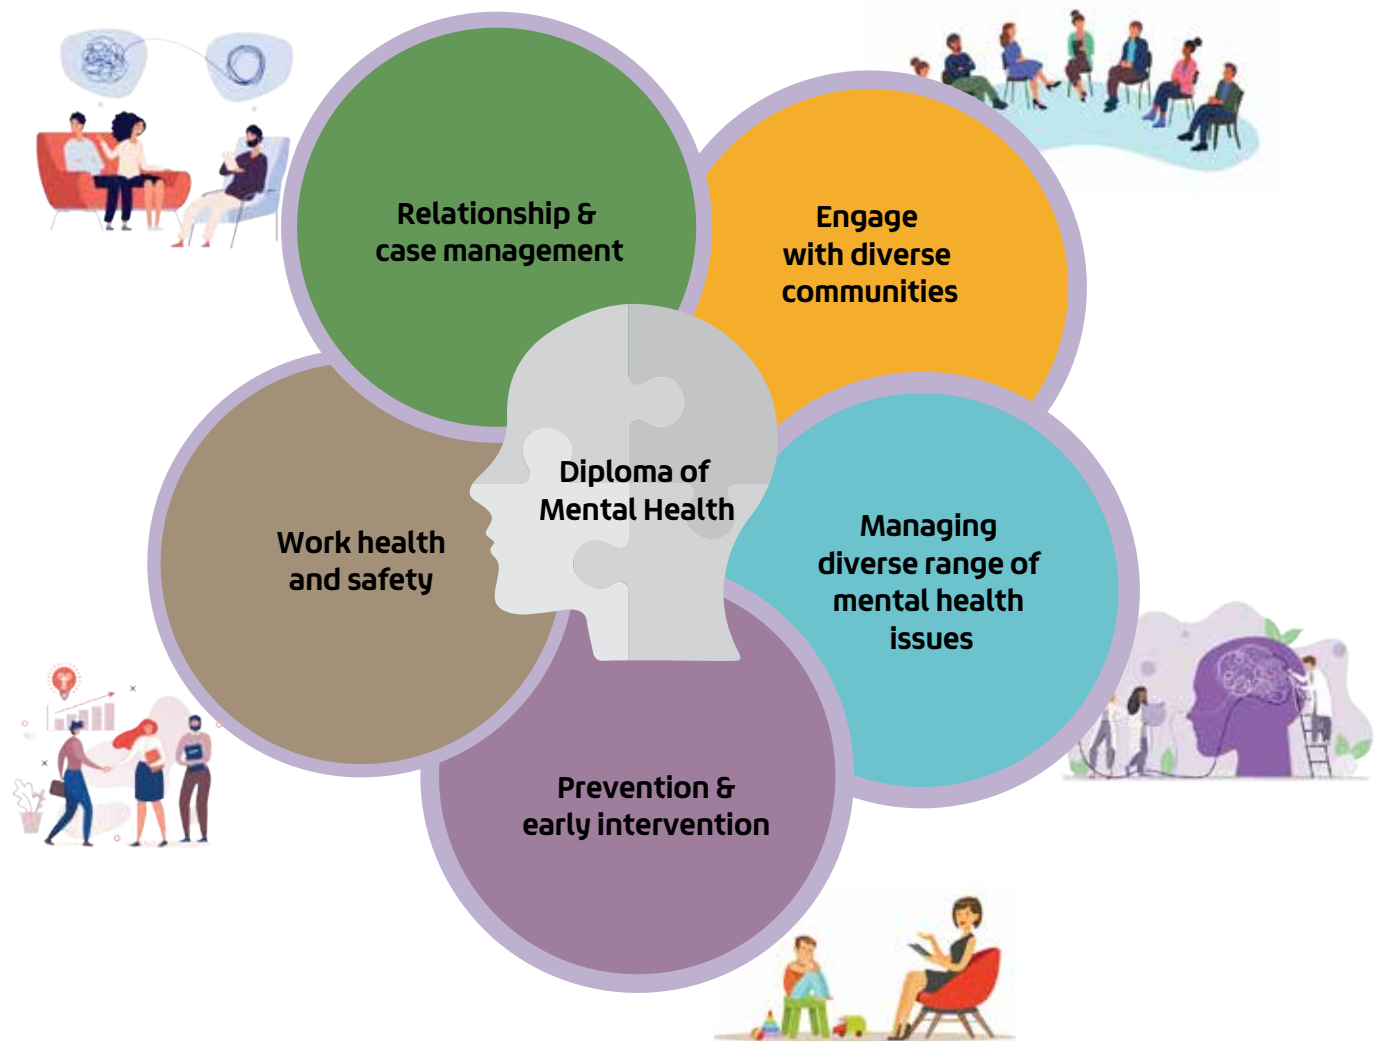 Relationship &
case management
Engage
with diverse
communities
Diploma of
Mental Health
Managing
diverse range of
mental health
issues
Work health
and safety
Prevention &
early intervention